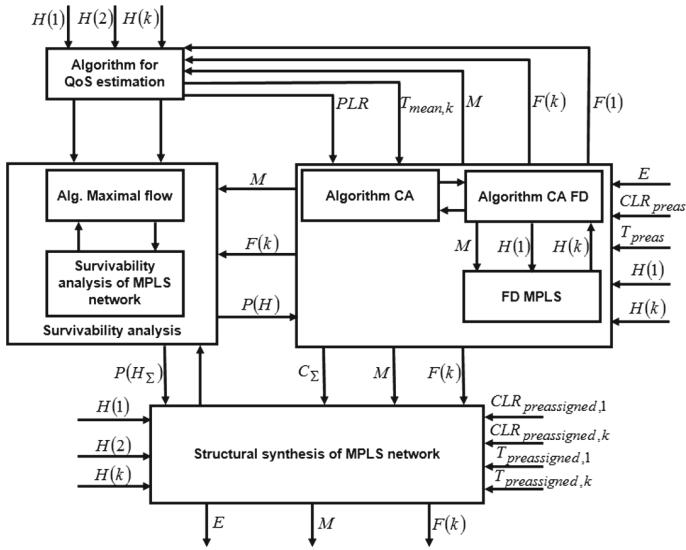 H(1) H(2) H(k)
Algorithm for
QoS estimation
PLR T_mean,k M F(k) F(1)
Alg. Maximal flow
Survivability
analysis of MPLS
network
Survivability analysis
M
F(k)
P(H)
Algorithm CA
Algorithm CA FD
M H(1) H(k)
FD MPLS
E
CLR_preas
T_preas
H(1)
H(k)
P(H_Σ) C_Σ M F(k)
H(1)
H(2)
H(k)
Structural synthesis of MPLS network
CLR_preassigned,1
CLR_preassigned,k
T_preassigned,1
T_preassigned,k
E M F(k)